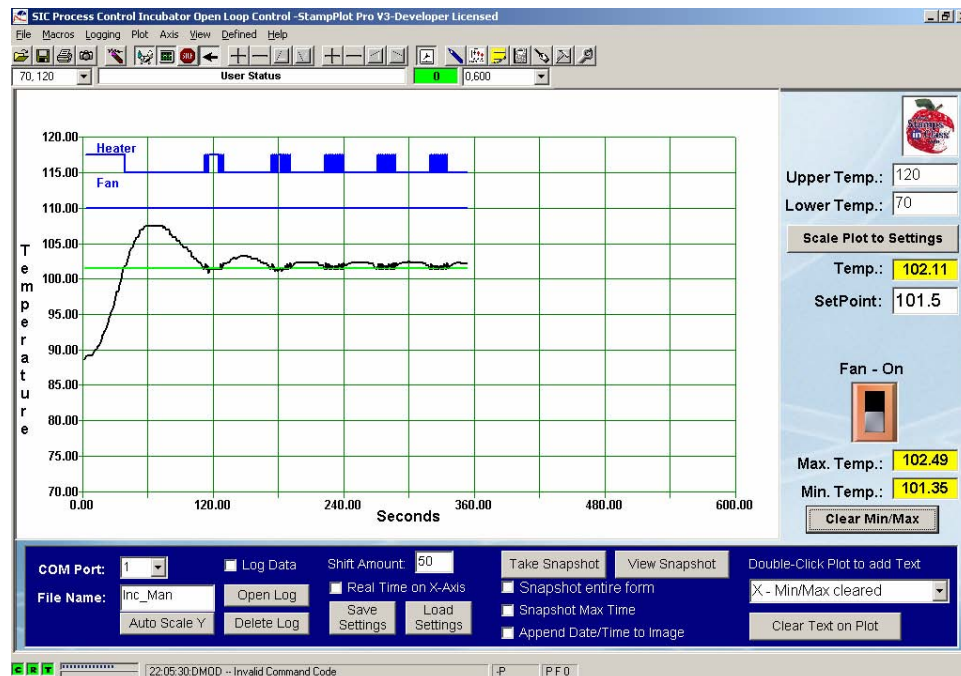 SIC Process Control Incubator Open Loop Control -StampPlot Pro V3-Developer Licensed
File Macros Logging Plot Axis View Defined Help
70, 120 User Status 0 0,600
120.00
Heater
115.00
Fan
110.00
105.00
100.00
95.00
90.00
85.00
80.00
75.00
70.00
Temperature
0.00 120.00 240.00 360.00 480.00 600.00
Seconds
Stamps
in Class
Upper Temp.: 120
Lower Temp.: 70
Scale Plot to Settings
Temp.: 102.11
SetPoint: 101.5
Fan - On
Max. Temp.: 102.49
Min. Temp.: 101.35
Clear Min/Max
COM Port: 1
File Name: Inc_Man
Auto Scale Y
Log Data
Open Log
Delete Log
Shift Amount: 50
Real Time on X-Axis
Save Settings
Load Settings
Take Snapshot View Snapshot
Snapshot entire form
Snapshot Max Time
Append Date/Time to Image
Double-Click Plot to add Text
X - Min/Max cleared
Clear Text on Plot
C R T 22:05:30:DMOD -- Invalid Command Code -P P F 0